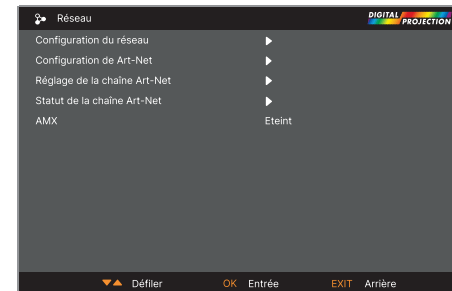 Réseau
DIGITAL PROJECTION
Configuration du réseau
Configuration de Art-Net
Réglage de la chaîne Art-Net
Statut de la chaîne Art-Net
AMX Eteint
Défiler OK Entrée EXIT Arrière